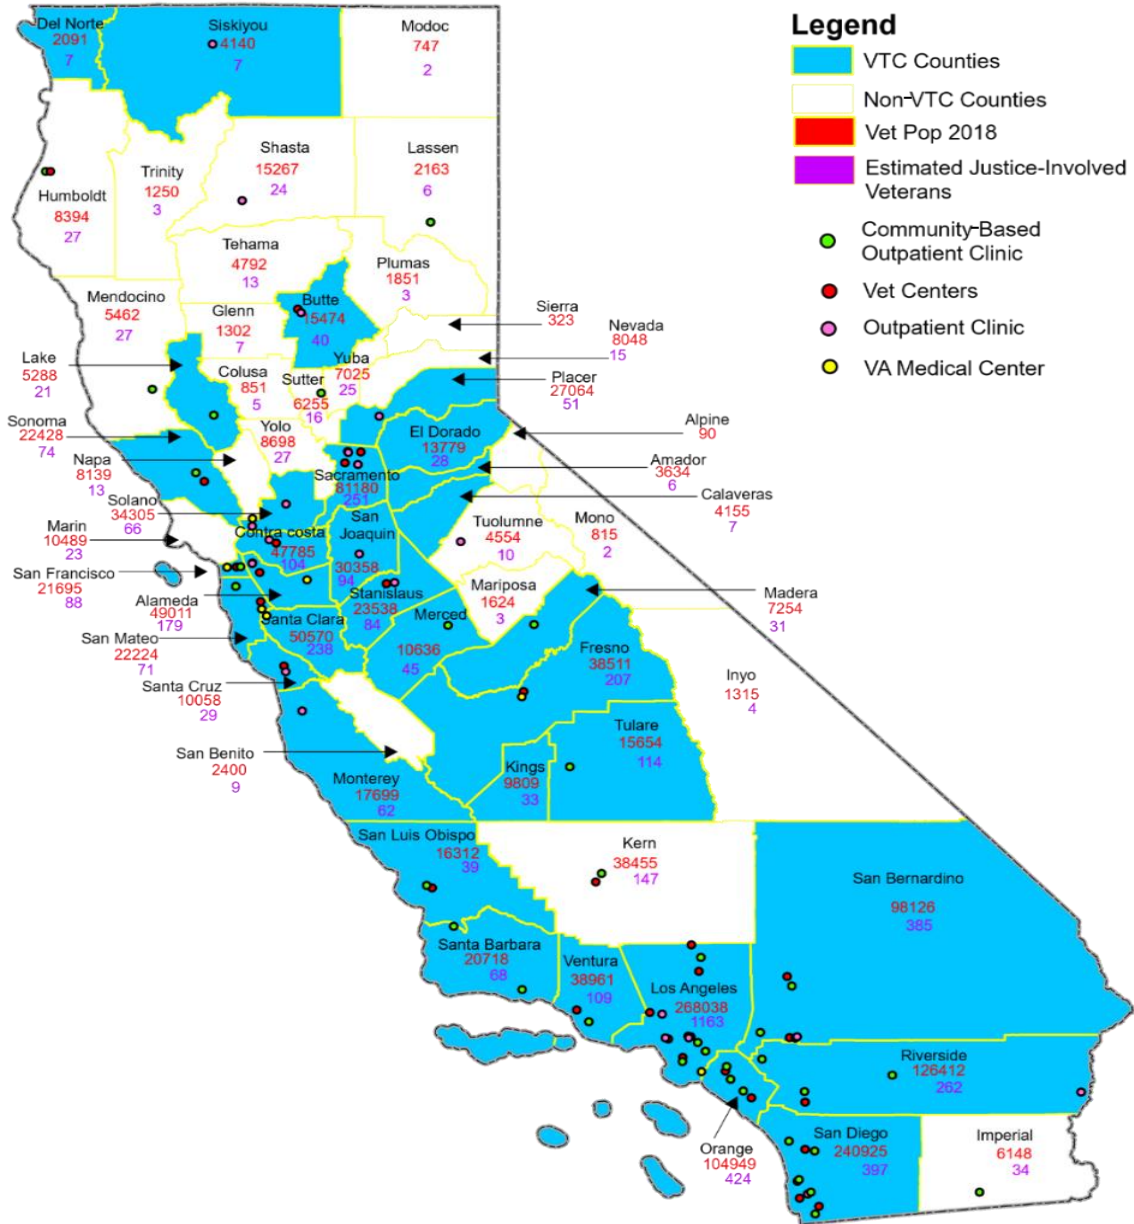 Legend
VTC Counties
Non-VTC Counties
Vet Pop 2018
Estimated Justice-Involved
Veterans
Community-Based
Outpatient Clinic
Vet Centers
Outpatient Clinic
VA Medical Center
Del Norte
2091
7
Siskiyou
4140
7
Modoc
747
2
Humboldt
8394
27
Trinity
1250
3
Shasta
15267
24
Lassen
2163
6
Tehama
4792
13
Plumas
1851
3
Mendocino
5462
27
Glenn
1302
7
Butte
15474
40
Sierra
323
Nevada
8048
15
Lake
5288
21
Colusa
851
5
Sutter
6255
16
Yuba
7025
25
Placer
27064
51
Sonoma
22428
74
Yolo
8698
27
El Dorado
13779
28
Alpine
90
Napa
8139
13
Sacramento
81180
251
Amador
3634
6
Solano
34305
66
Calaveras
4155
7
Marin
10489
23
Contra costa
47785
104
San
Joaquin
30358
94
Tuolumne
4554
10
Mono
815
2
San Francisco
21695
88
Alameda
49011
179
Stanislaus
23538
84
Mariposa
1624
3
Madera
7254
31
San Mateo
22224
71
Santa Clara
50570
238
Merced
10636
45
Fresno
38511
207
Inyo
1315
4
Santa Cruz
10058
29
San Benito
2400
9
Monterey
17699
62
Kings
9809
33
Tulare
15654
114
San Luis Obispo
16312
39
Kern
38455
147
San Bernardino
98126
385
Santa Barbara
20718
68
Ventura
38961
109
Los Angeles
268038
1163
Riverside
126412
262
Orange
104949
424
San Diego
240925
397
Imperial
6148
34